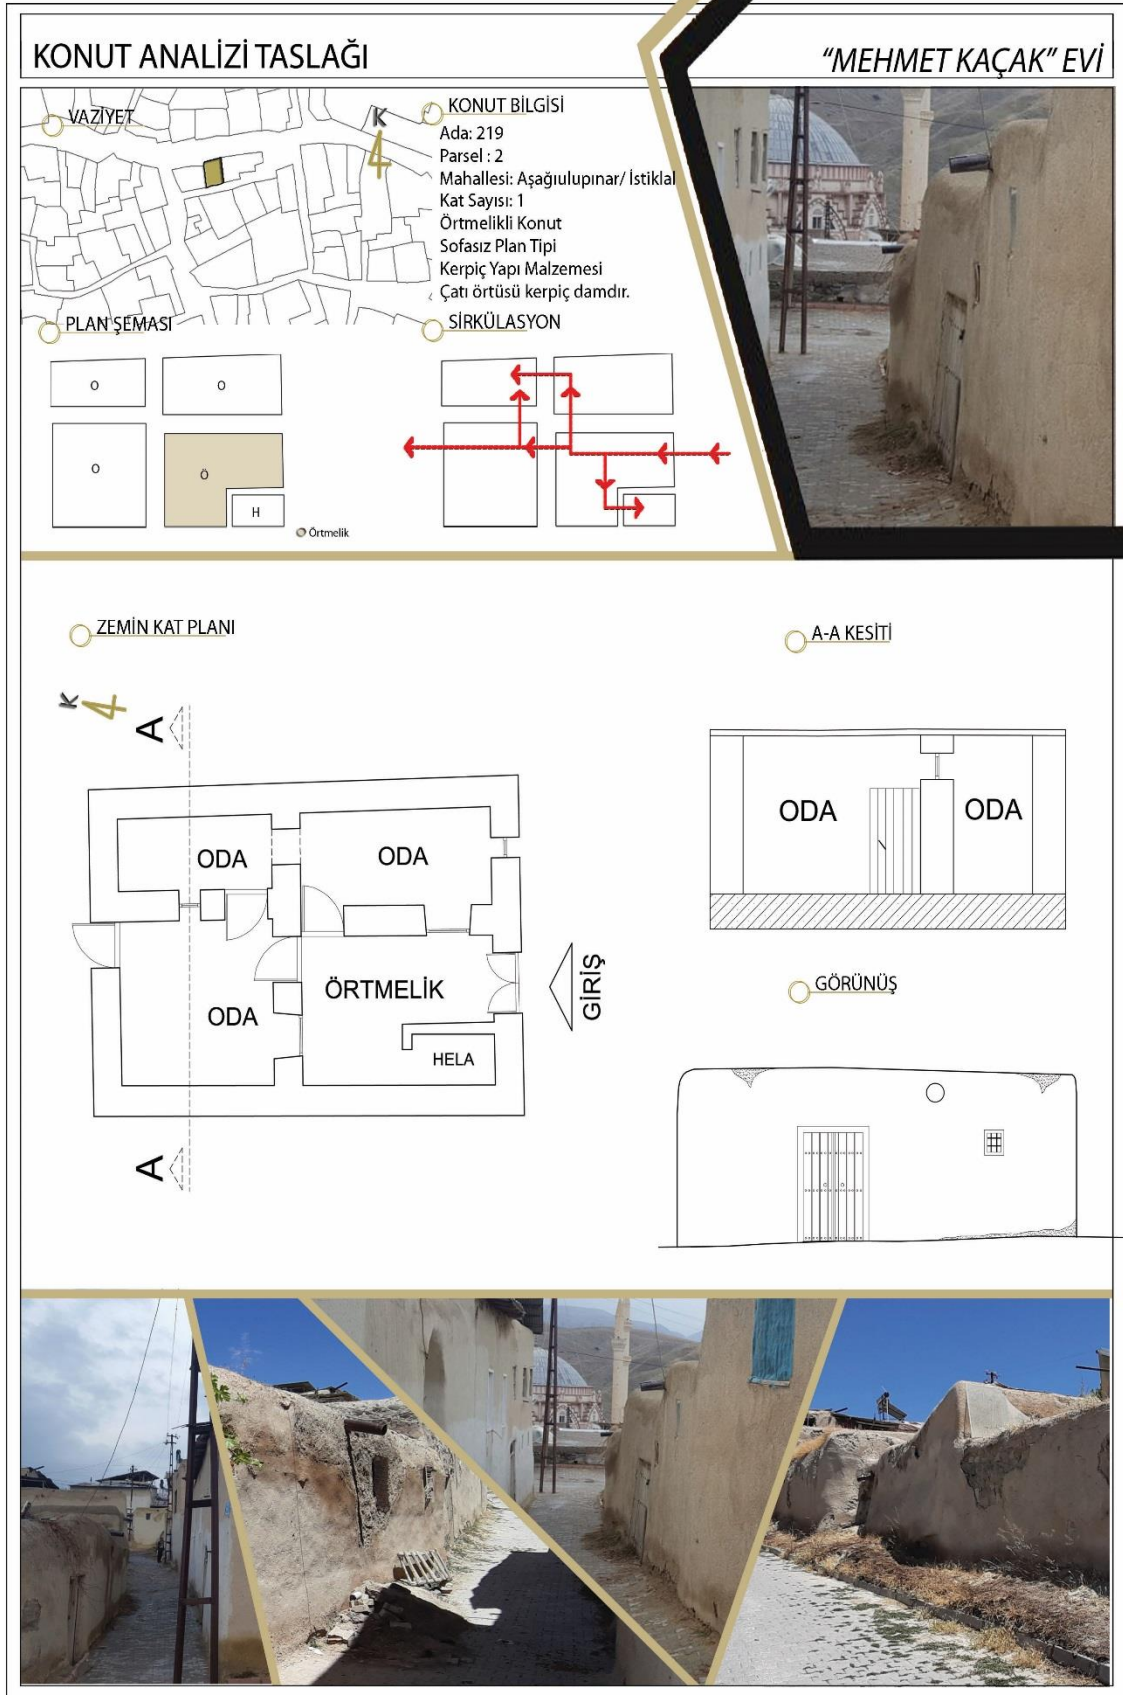 KONUT ANALİZİ TASLAĞI
“MEHMET KAÇAK” EVİ
VAZİYET
K
KONUT BİLGİSİ
Ada: 219
Parsel : 2
Mahallesi: Aşağıulupınar/ İstiklal
Kat Sayısı: 1
Örtmelikli Konut
Sofasız Plan Tipi
Kerpiç Yapı Malzemesi
Çatı örtüsü kerpiç damdır.
PLAN ŞEMASI
O
O
O
Ö
H
Örtmelik
SİRKÜLASYON
ZEMİN KAT PLANI
K
A
ODA
ODA
ODA
ÖRTMELİK
HELA
GİRİŞ
A
A-A KESİTİ
ODA
ODA
GÖRÜNÜŞ